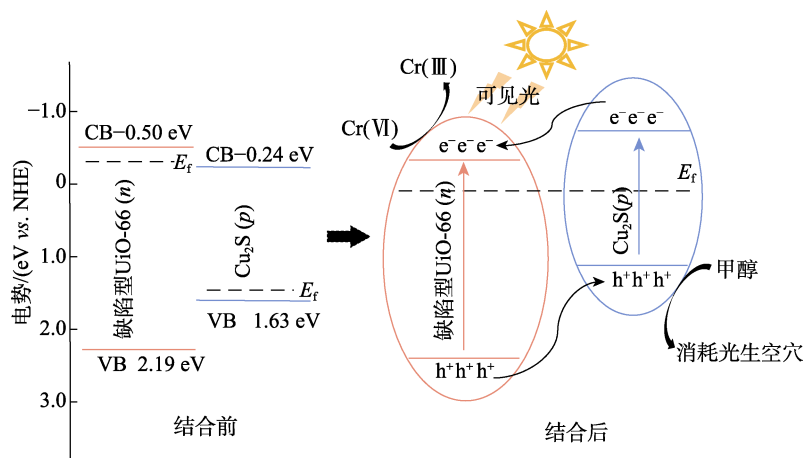 电势/(eV vs. NHE)
−1.0
0
1.0
2.0
3.0
CB−0.50 eV
Ef
CB−0.24 eV
缺陷型UiO-66 (n)
Cu₂S (p)
Ef
VB 1.63 eV
VB 2.19 eV
结合前
Cr(Ⅲ)
Cr(Ⅵ)
可见光
e⁻e⁻e⁻
e⁻e⁻e⁻
Ef
缺陷型UiO-66 (n)
Cu₂S(p)
h⁺h⁺h⁺
h⁺h⁺h⁺
甲醇
消耗光生空穴
结合后